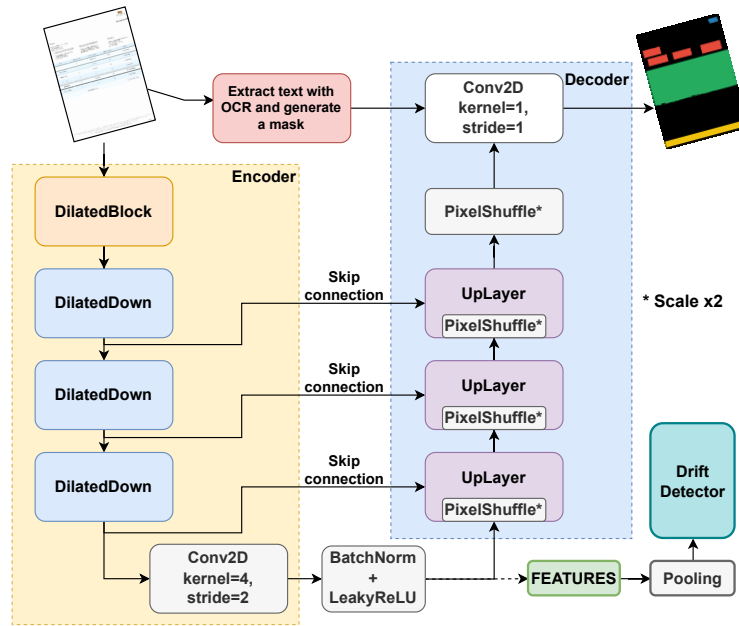 Extract text with
OCR and generate
a mask
Conv2D
kernel=1,
stride=1
Decoder
Encoder
DilatedBlock
PixelShuffle*
DilatedDown
Skip
connection
UpLayer
PixelShuffle*
* Scale x2
DilatedDown
Skip
connection
UpLayer
PixelShuffle*
DilatedDown
Skip
connection
UpLayer
PixelShuffle*
Drift
Detector
Conv2D
kernel=4,
stride=2
BatchNorm
+
LeakyReLU
FEATURES
Pooling